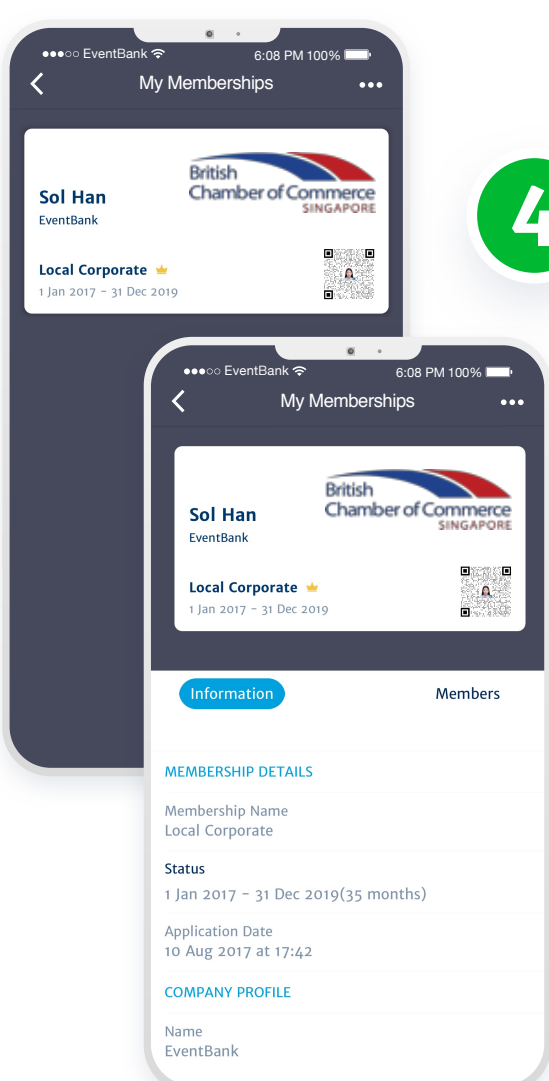 EventBank
6:08 PM 100%
My Memberships
British
Chamber of Commerce
SINGAPORE
Sol Han
EventBank
Local Corporate
1 Jan 2017 - 31 Dec 2019
4
EventBank
6:08 PM 100%
My Memberships
British
Chamber of Commerce
SINGAPORE
Sol Han
EventBank
Local Corporate
1 Jan 2017 - 31 Dec 2019
Information
Members
MEMBERSHIP DETAILS
Membership Name
Local Corporate
Status
1 Jan 2017 - 31 Dec 2019(35 months)
Application Date
10 Aug 2017 at 17:42
COMPANY PROFILE
Name
EventBank